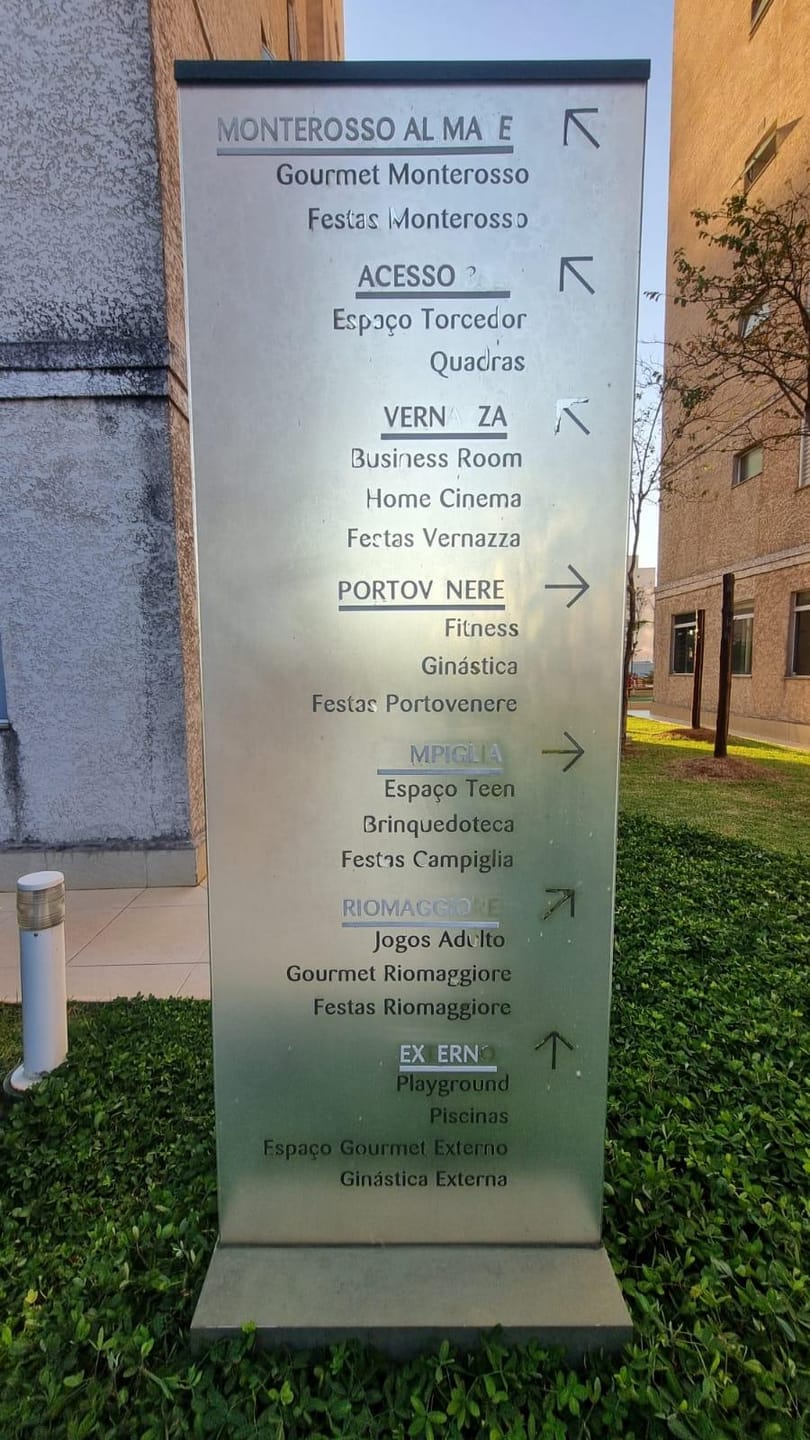 MONTEROSSO AL MA E
Gourmet Monterosso
Festas Monterosso
ACESSO
Espaço Torcedor
Quadras
VERN ZA
Business Room
Home Cinema
Festas Vernazza
PORTOV NERE
Fitness
Ginástica
Festas Portovenere
MPIGLIA
Espaço Teen
Brinquedoteca
Festas Campiglia
RIOMAGGIORE
Jogos Adulto
Gourmet Riomaggiore
Festas Riomaggiore
EX ERNO
Playground
Piscinas
Espaço Gourmet Externo
Ginástica Externa